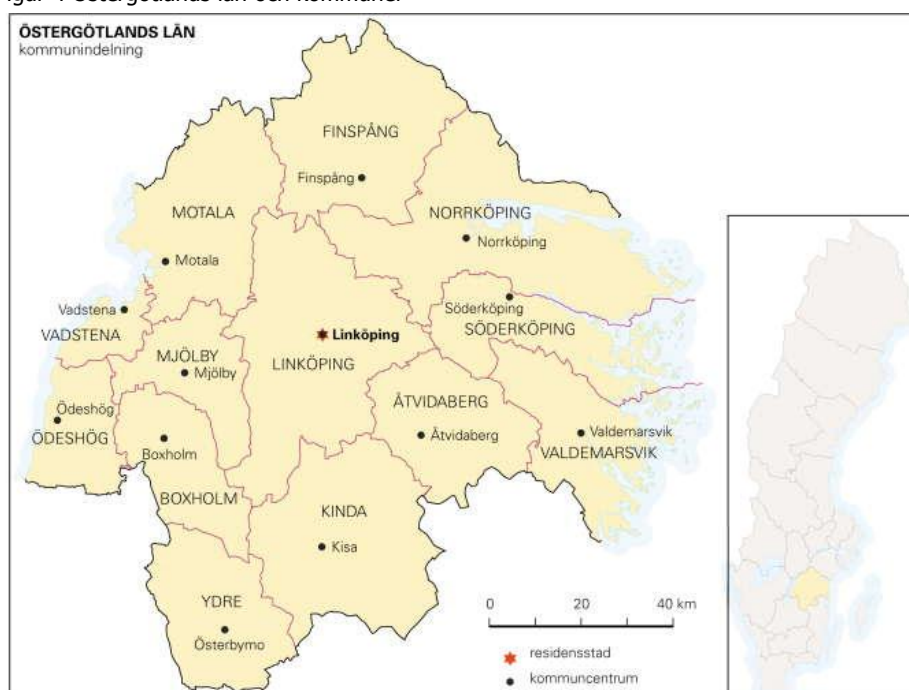 ÖSTERGÖTLANDS LÄN
kommunindelning
FINSPÅNG
Finspång
MOTALA
NORRKÖPING
Norrköping
Motala
Vadstena
Söderköping
VADSTENA
SÖDERKÖPING
Linköping
MJÖLBY
LINKÖPING
Mjölby
ÅTVIDABERG
Ödeshög
ÖDESHÖG
Åtvidaberg
Valdemarsvik
Boxholm
VALDEMARSVIK
BOXHOLM
KINDA
Kisa
YDRE
0 20 40 km
Österbymo
residensstad
kommuncentrum